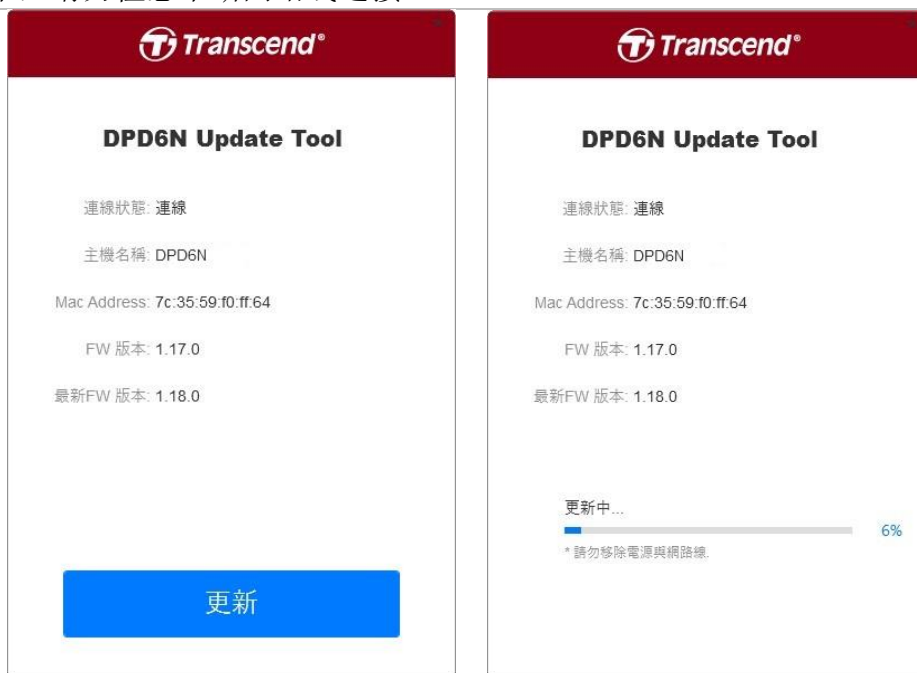 Transcend®
DPD6N Update Tool
連線狀態: 連線
主機名稱: DPD6N
Mac Address: 7c:35:59:f0:ff:64
FW 版本: 1.17.0
最新FW 版本: 1.18.0
更新
Transcend®
DPD6N Update Tool
連線狀態: 連線
主機名稱: DPD6N
Mac Address: 7c:35:59:f0:ff:64
FW 版本: 1.17.0
最新FW 版本: 1.18.0
更新中...
6%
* 請勿移除電源與網路線.